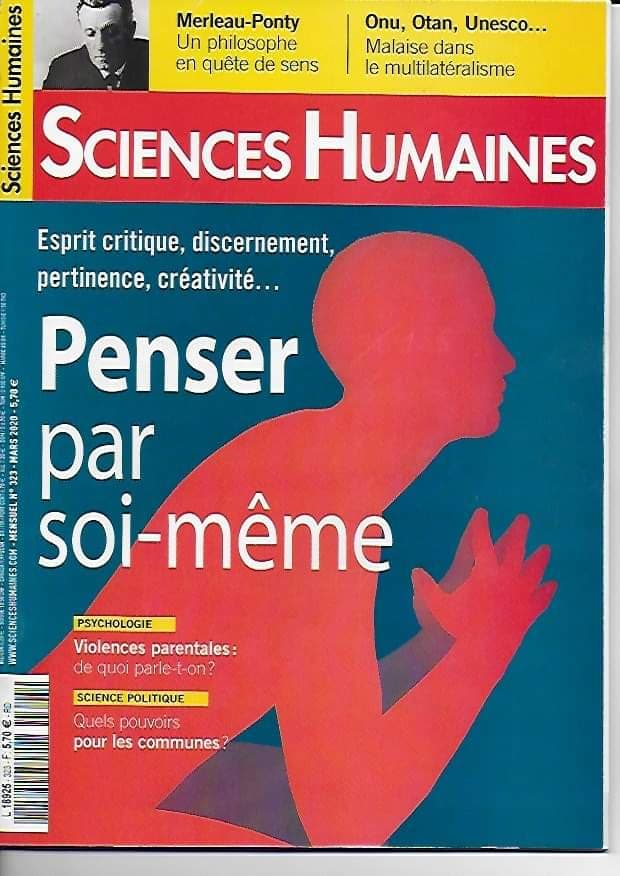 Sciences Humaines
Merleau-Ponty
Un philosophe
en quête de sens
Onu, Otan, Unesco...
Malaise dans
le multilatéralisme
SCIENCES HUMAINES
Esprit critique, discernement,
pertinence, créativité...
Penser
par
soi-même
PSYCHOLOGIE
Violences parentales :
de quoi parle-t-on ?
SCIENCE POLITIQUE
Quels pouvoirs
pour les communes ?
WWW.SCIENCESHUMAINES.COM - MENSUEL N° 323 - MARS 2020 - 5,70 €
L 18925 - 323 - F: 5,70 € - RD